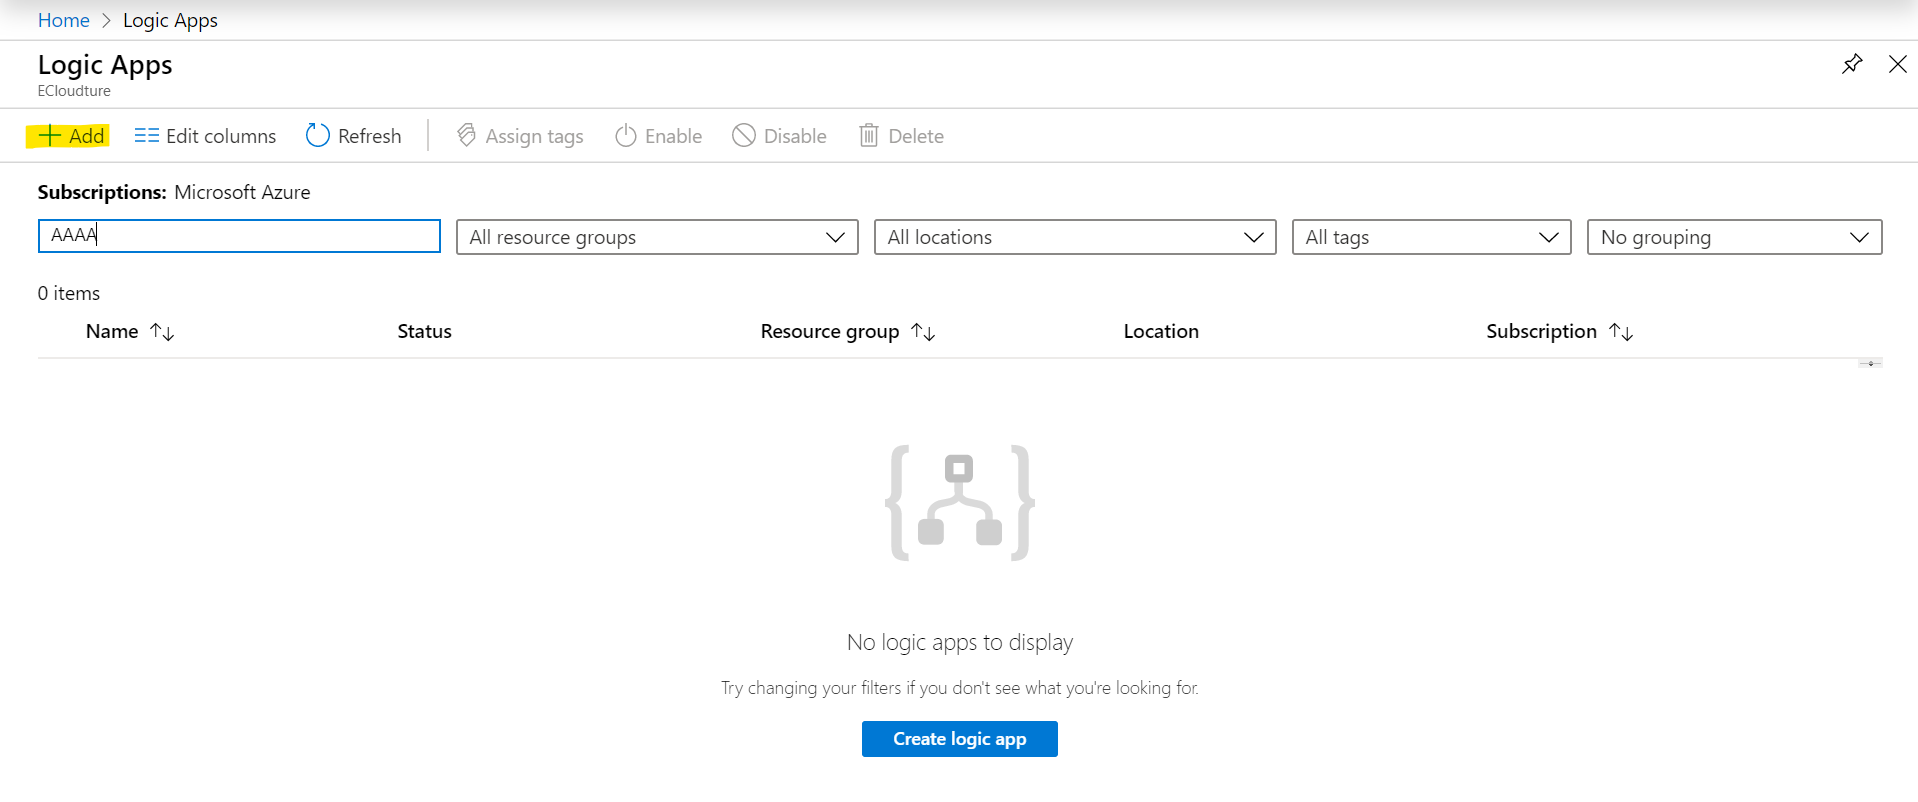 Home > Logic Apps
Logic Apps
ECloudture
Add Edit columns Refresh Assign tags Enable Disable Delete
Subscriptions: Microsoft Azure
AAAA All resource groups All locations All tags No grouping
0 items
Name Status Resource group Location Subscription
No logic apps to display
Try changing your filters if you don't see what you're looking for.
Create logic app